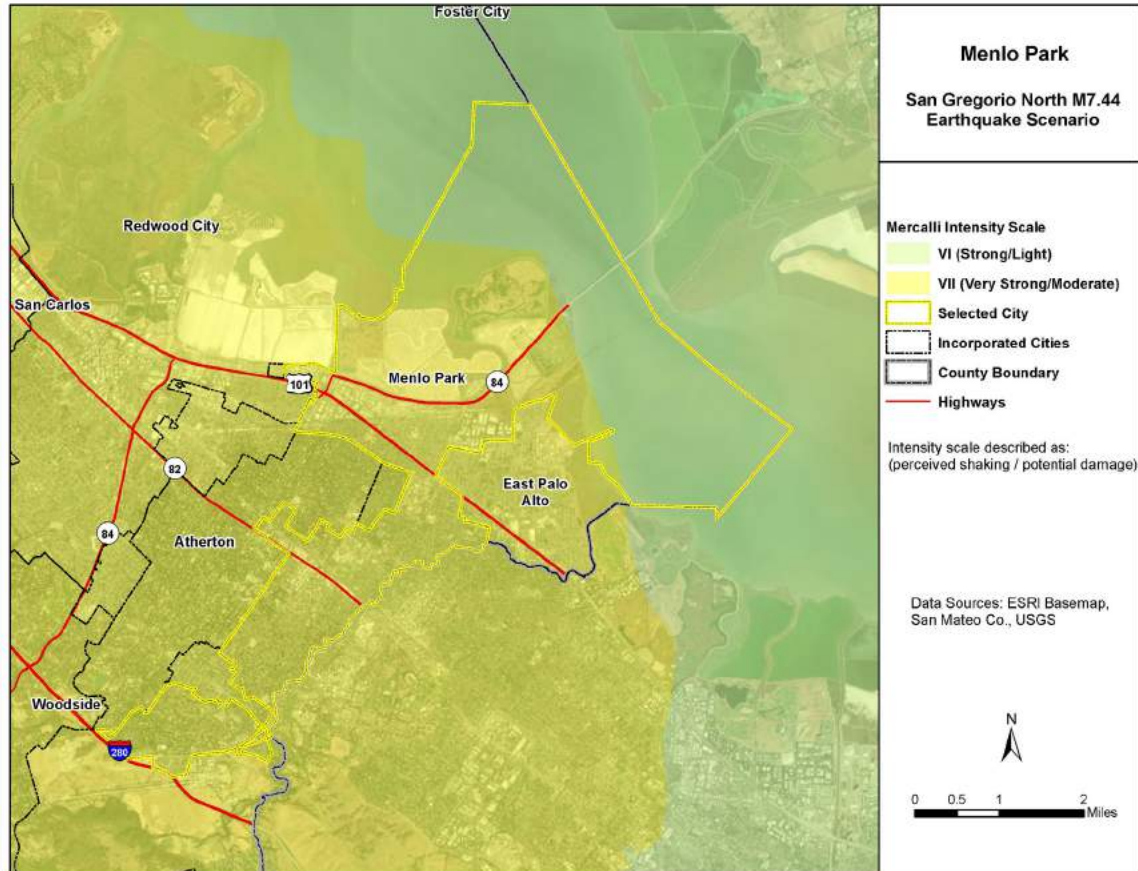 Foster City
Redwood City
San Carlos
101
Menlo Park
84
82
East Palo
Alto
84
Atherton
Woodside
280
Menlo Park
San Gregorio North M7.44
Earthquake Scenario
Mercalli Intensity Scale
VI (Strong/Light)
VII (Very Strong/Moderate)
Selected City
Incorporated Cities
County Boundary
Highways
Intensity scale described as:
(perceived shaking / potential damage)
Data Sources: ESRI Basemap,
San Mateo Co., USGS
N
0 0.5 1 2
Miles